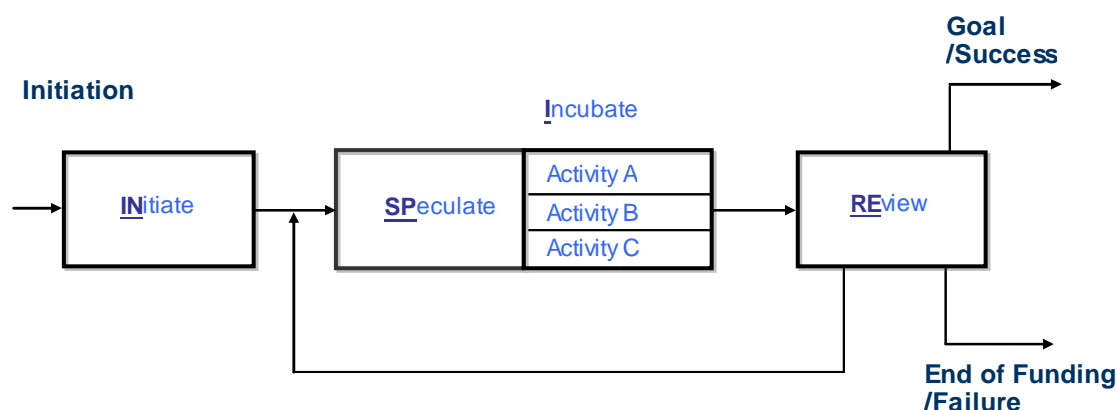 Goal
/Success
Initiation
Incubate
INitiate
SPeculate
Activity A
Activity B
Activity C
REview
End of Funding
/Failure